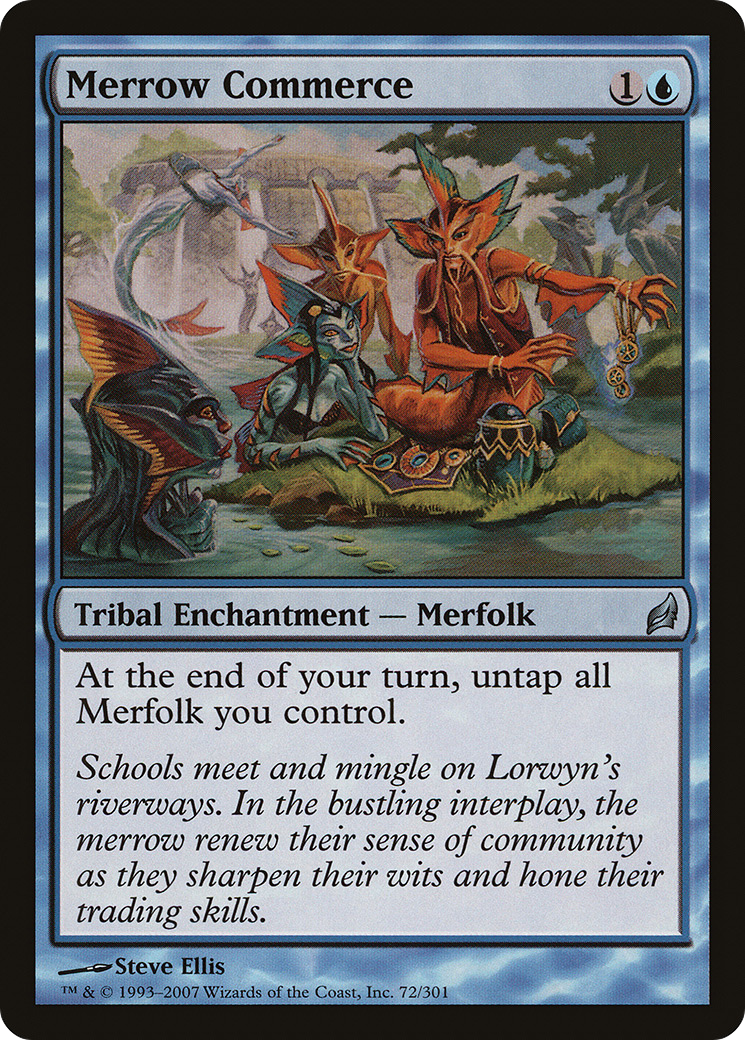 Merrow Commerce 1
Tribal Enchantment — Merfolk
At the end of your turn, untap all
Merfolk you control.
Schools meet and mingle on Lorwyn's
riverways. In the bustling interplay, the
merrow renew their sense of community
as they sharpen their wits and hone their
trading skills.
Steve Ellis
™ & © 1993–2007 Wizards of the Coast, Inc. 72/301